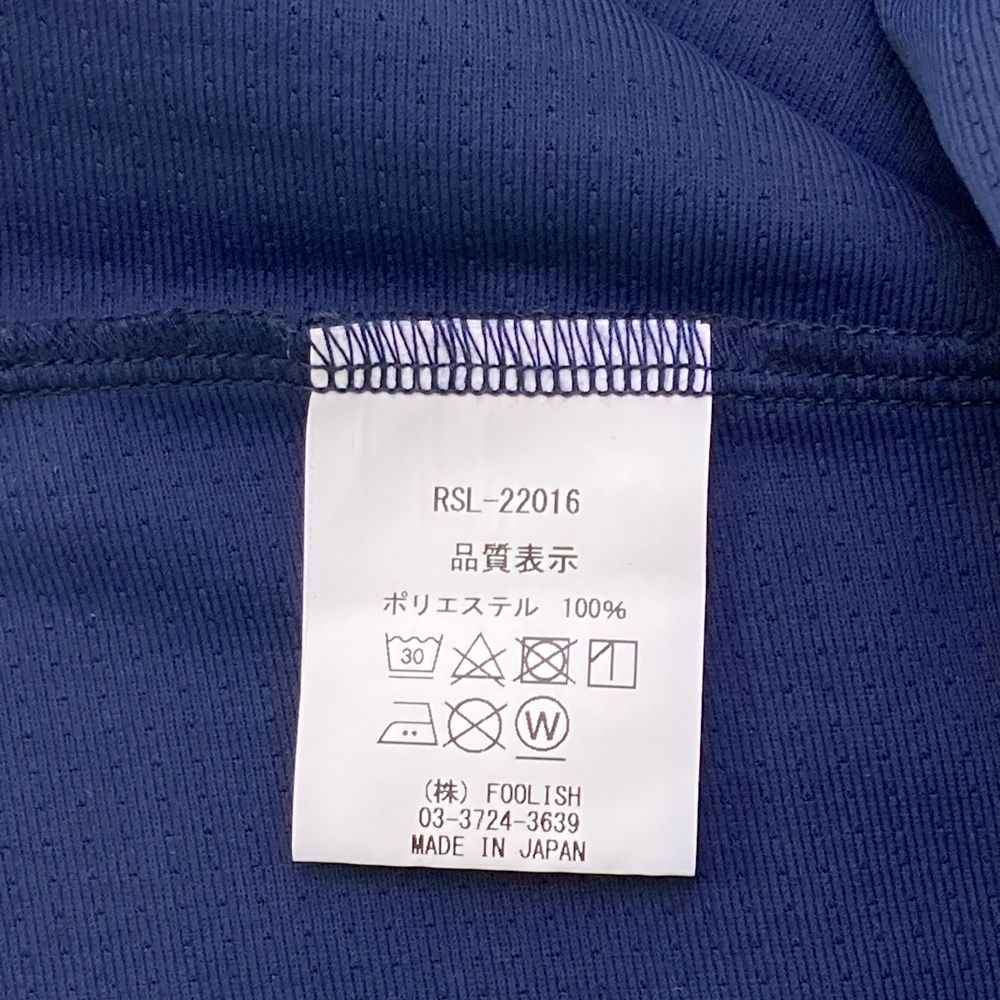 RSL-22016
品質表示
ポリエステル 100%
30
W
(株) FOOLISH
03-3724-3639
MADE IN JAPAN